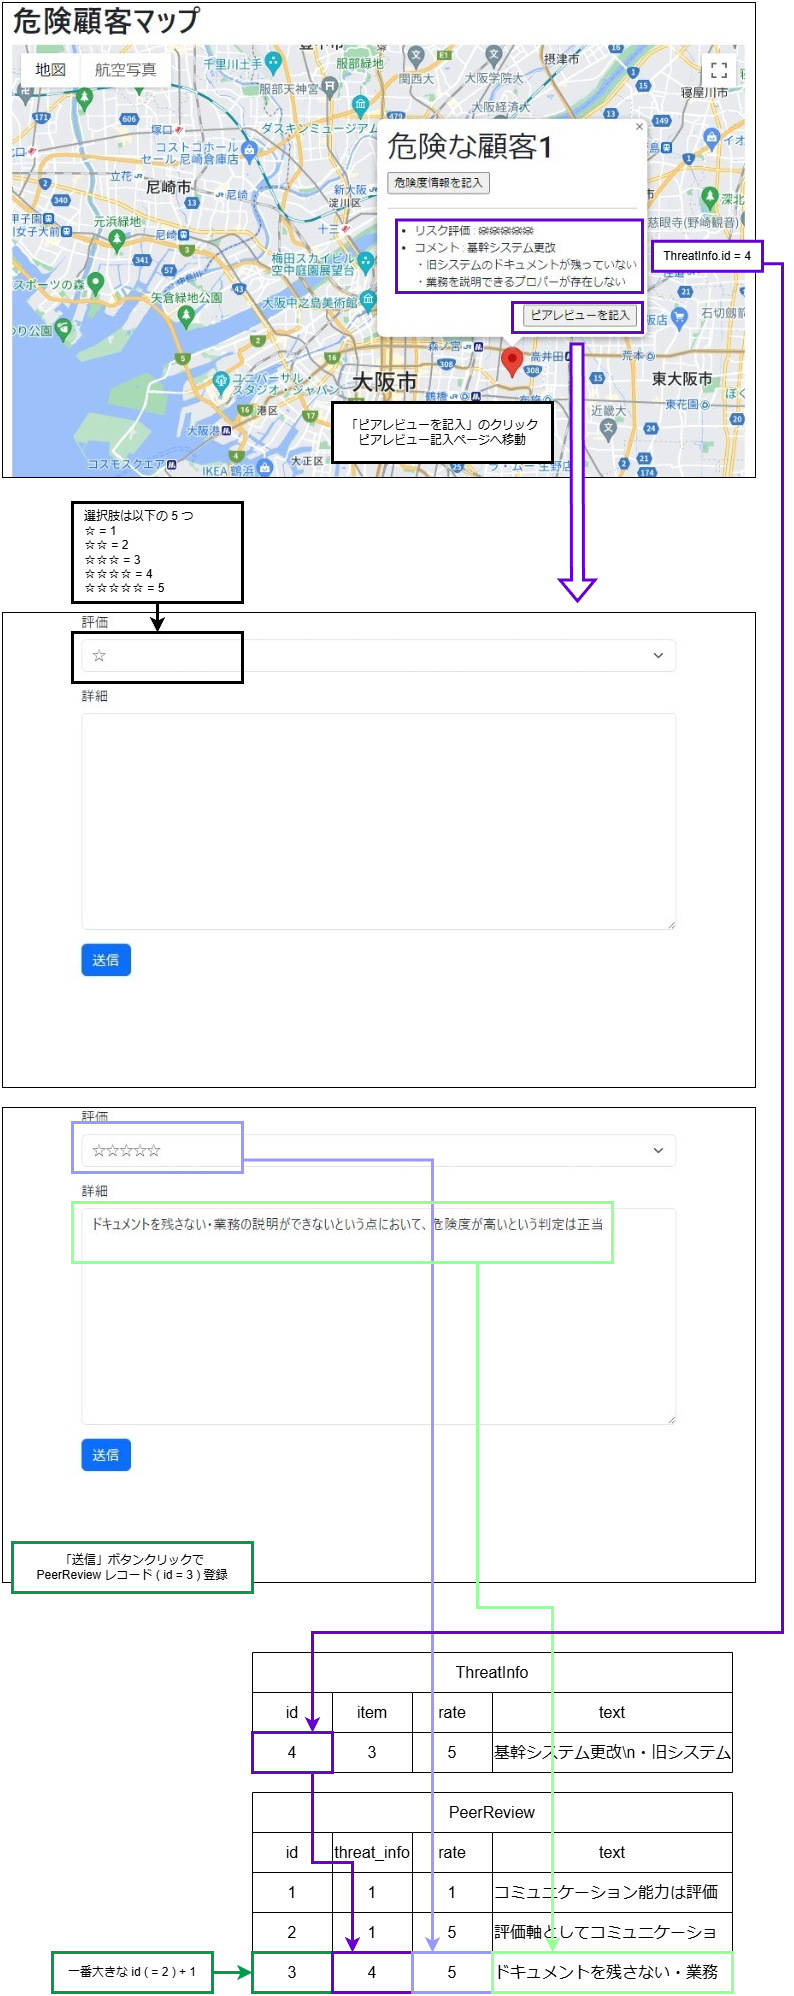 危険顧客マップ
地図
航空写真
千里川土手
服部緑地
関西大
大阪学院大
摂津市
服部天神宮
大阪経済大
寝屋川市
171
606
479
13
149
塚口
ダスキンミュージアム
コストコホール
セール 尼崎倉庫店
危険な顧客1
危険度情報を記入
立花
尼崎市
尼崎
新大阪
淀川区
340
13
元浜緑地
尼崎
十三
慈眼寺(野崎観音)
女子大前
リスク評価 :
コメント : 基幹システム更改
・旧システムのドキュメントが残っていない
・業務を説明できるプロパーが存在しない
ThreatInfo.id = 4
341
57
43
梅田スカイビル
空中庭園展望台
スポーツの森
矢倉緑地公園
大阪中之島美術館
ピアレビューを記入
石切劔箭
森ノ宮
高井田
荒本
308
308
15
ユニバーサル・
スタジオ・ジャパン
大阪市
鶴橋
東大阪市
港区
近畿大
東花園
大阪港
「ピアレビューを記入」のクリック
ピアレビュー記入ページへ移動
コスモスクエア
IKEA 鶴浜
大正区
選択肢は以下の 5 つ
☆ = 1
☆☆ = 2
☆☆☆ = 3
☆☆☆☆ = 4
☆☆☆☆☆ = 5
評価
☆
詳細
送信
評価
☆☆☆☆☆
詳細
ドキュメントを残さない・業務の説明ができないという点において、危険度が高いという判定は正当
送信
「送信」ボタンクリックで
PeerReview レコード ( id = 3 ) 登録
ThreatInfo
id item rate text
4 3 5 基幹システム更改\n・旧システム
PeerReview
id threat_info rate text
1 1 1 コミュニケーション能力は評価
2 1 5 評価軸としてコミュニケーショ
一番大きな id ( = 2 ) + 1
3 4 5 ドキュメントを残さない・業務